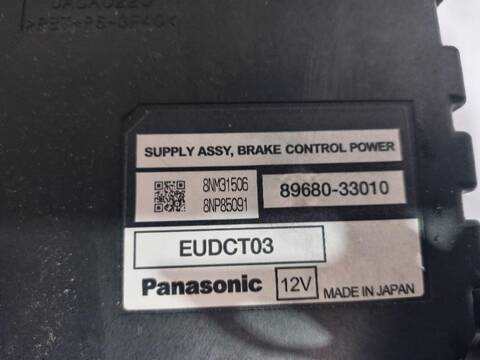 SUPPLY ASSY, BRAKE CONTROL POWER
8NM31506
8NP85091
89680-33010
EUDCT03
Panasonic 12V MADE IN JAPAN